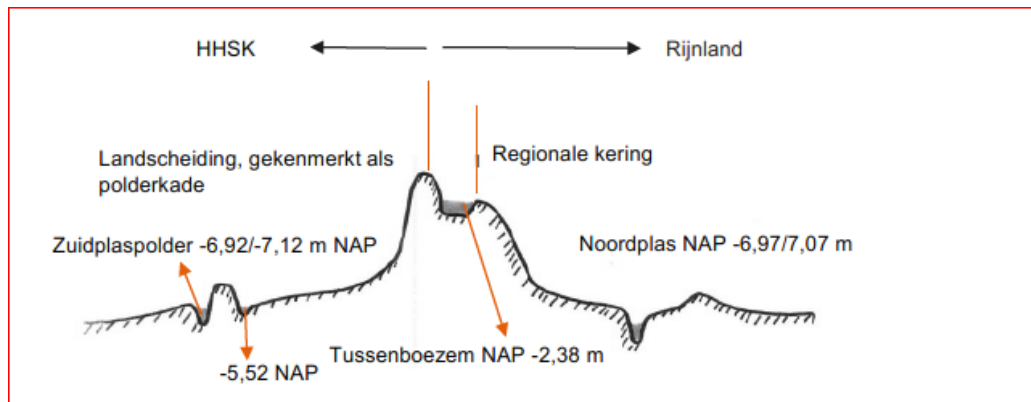 HHSK
Rijnland
Landscheiding, gekenmerkt als
polderkade
Regionale kering
Zuidplaspolder -6,92/-7,12 m NAP
Noordplas NAP -6,97/7,07 m
Tussenboezem NAP -2,38 m
-5,52 NAP